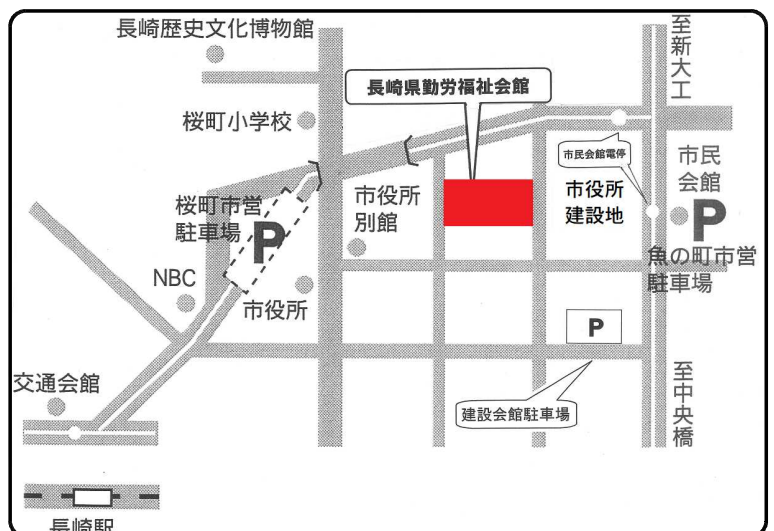 長崎歴史文化博物館
至新大工
長崎県勤労福祉会館
桜町小学校
市民会館電停
市民
会館
P
桜町市営
駐車場
P
市役所
別館
市役所
建設地
魚の町市営
駐車場
NBC
市役所
P
交通会館
建設会館駐車場
至中央橋
長崎駅